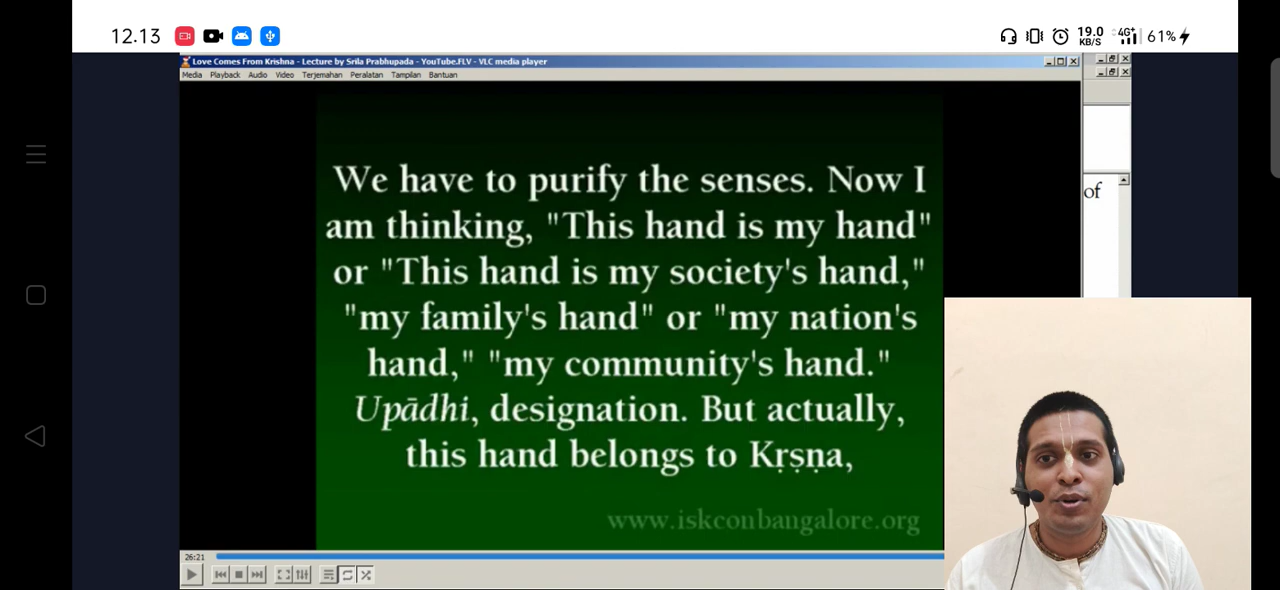 12.13
19.0
KB/S
4G+
61%
Love Comes From Krishna - Lecture by Srila Prabhupada - YouTube.FLV - VLC media player
Media Playback Audio Video Terjemahan Peralatan Tampilan Bantuan
We have to purify the senses. Now I
am thinking, "This hand is my hand"
or "This hand is my society's hand,"
"my family's hand" or "my nation's
hand," "my community's hand."
Upādhi, designation. But actually,
this hand belongs to Kṛṣṇa,
of
www.iskconbangalore.org
26:21